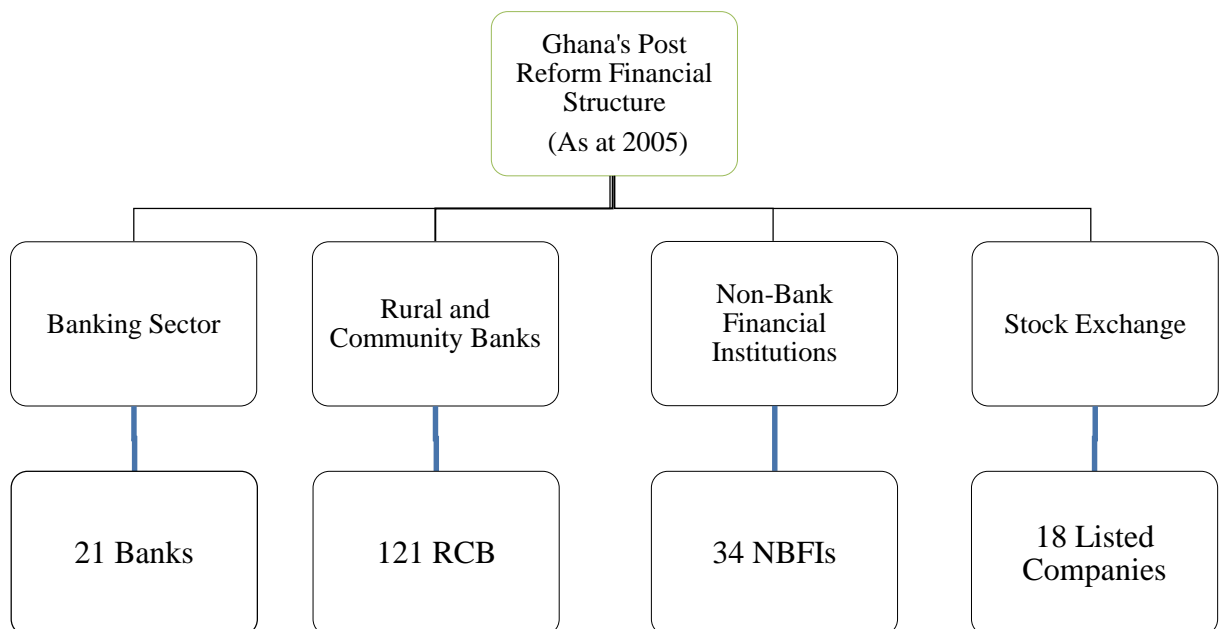 Ghana's Post
Reform Financial
Structure
(As at 2005)
Banking Sector
Rural and
Community Banks
Non-Bank
Financial
Institutions
Stock Exchange
21 Banks
121 RCB
34 NBFIs
18 Listed
Companies